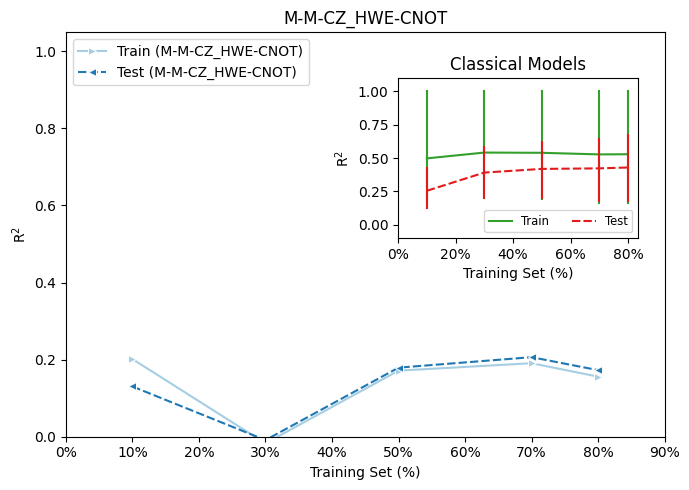 M-M-CZ_HWE-CNOT
Train (M-M-CZ_HWE-CNOT)
Test (M-M-CZ_HWE-CNOT)
R²
1.0
0.8
0.6
0.4
0.2
0.0
0% 10% 20% 30% 40% 50% 60% 70% 80% 90%
Training Set (%)
Classical Models
R²
1.00
0.75
0.50
0.25
0.00
Train Test
0% 20% 40% 60% 80%
Training Set (%)